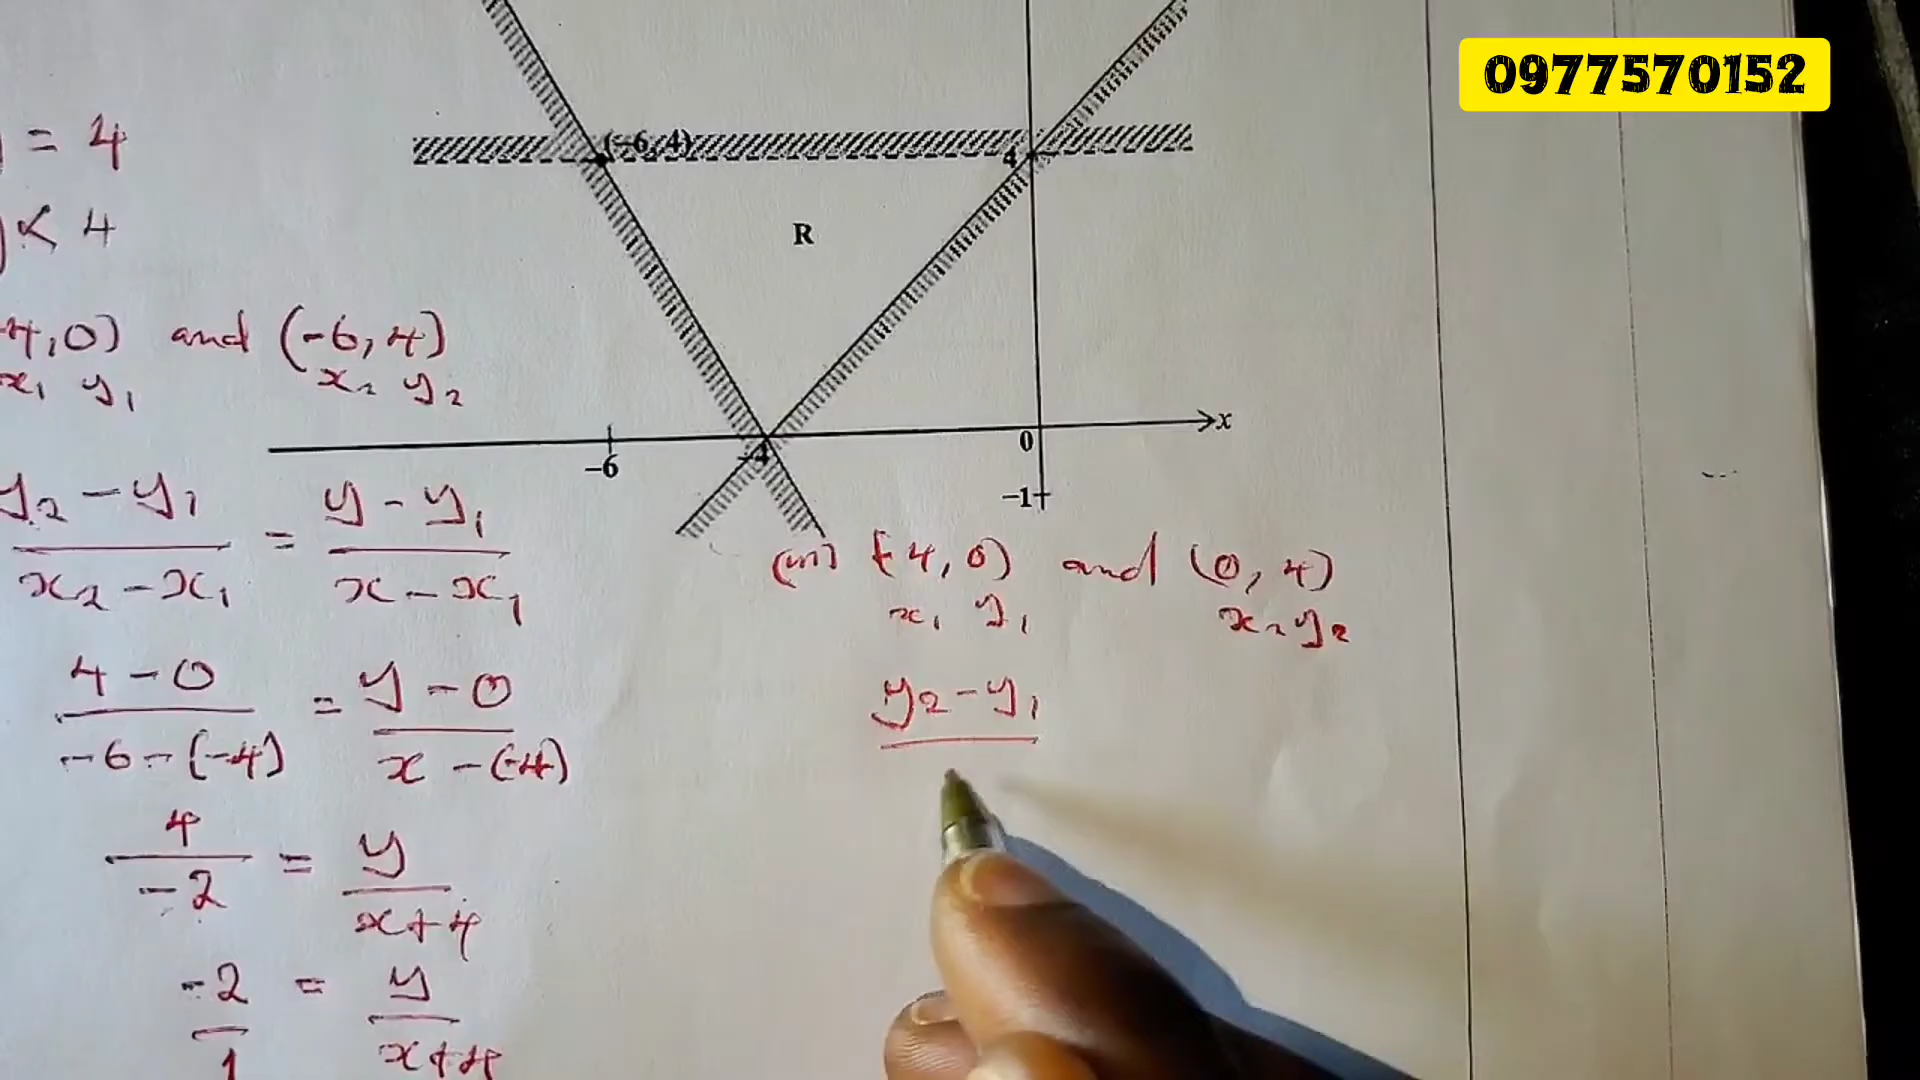 0977570152
= 4
< 4
(-6, 4)
4
R
4,0) and (-6, 4)
x₁ y₁ x₂ y₂
x
0
-6
-4
-1
y₂ - y₁ = y - y₁
x₂ - x₁ x - x₁
(iii) (-4, 0) and (0, 4)
x₁ y₁ x₂ y₂
4 - 0 = y - 0
-6 - (-4) x - (-4)
y₂ - y₁
4 = y
-2 x + 4
-2 = y
1 x + 4